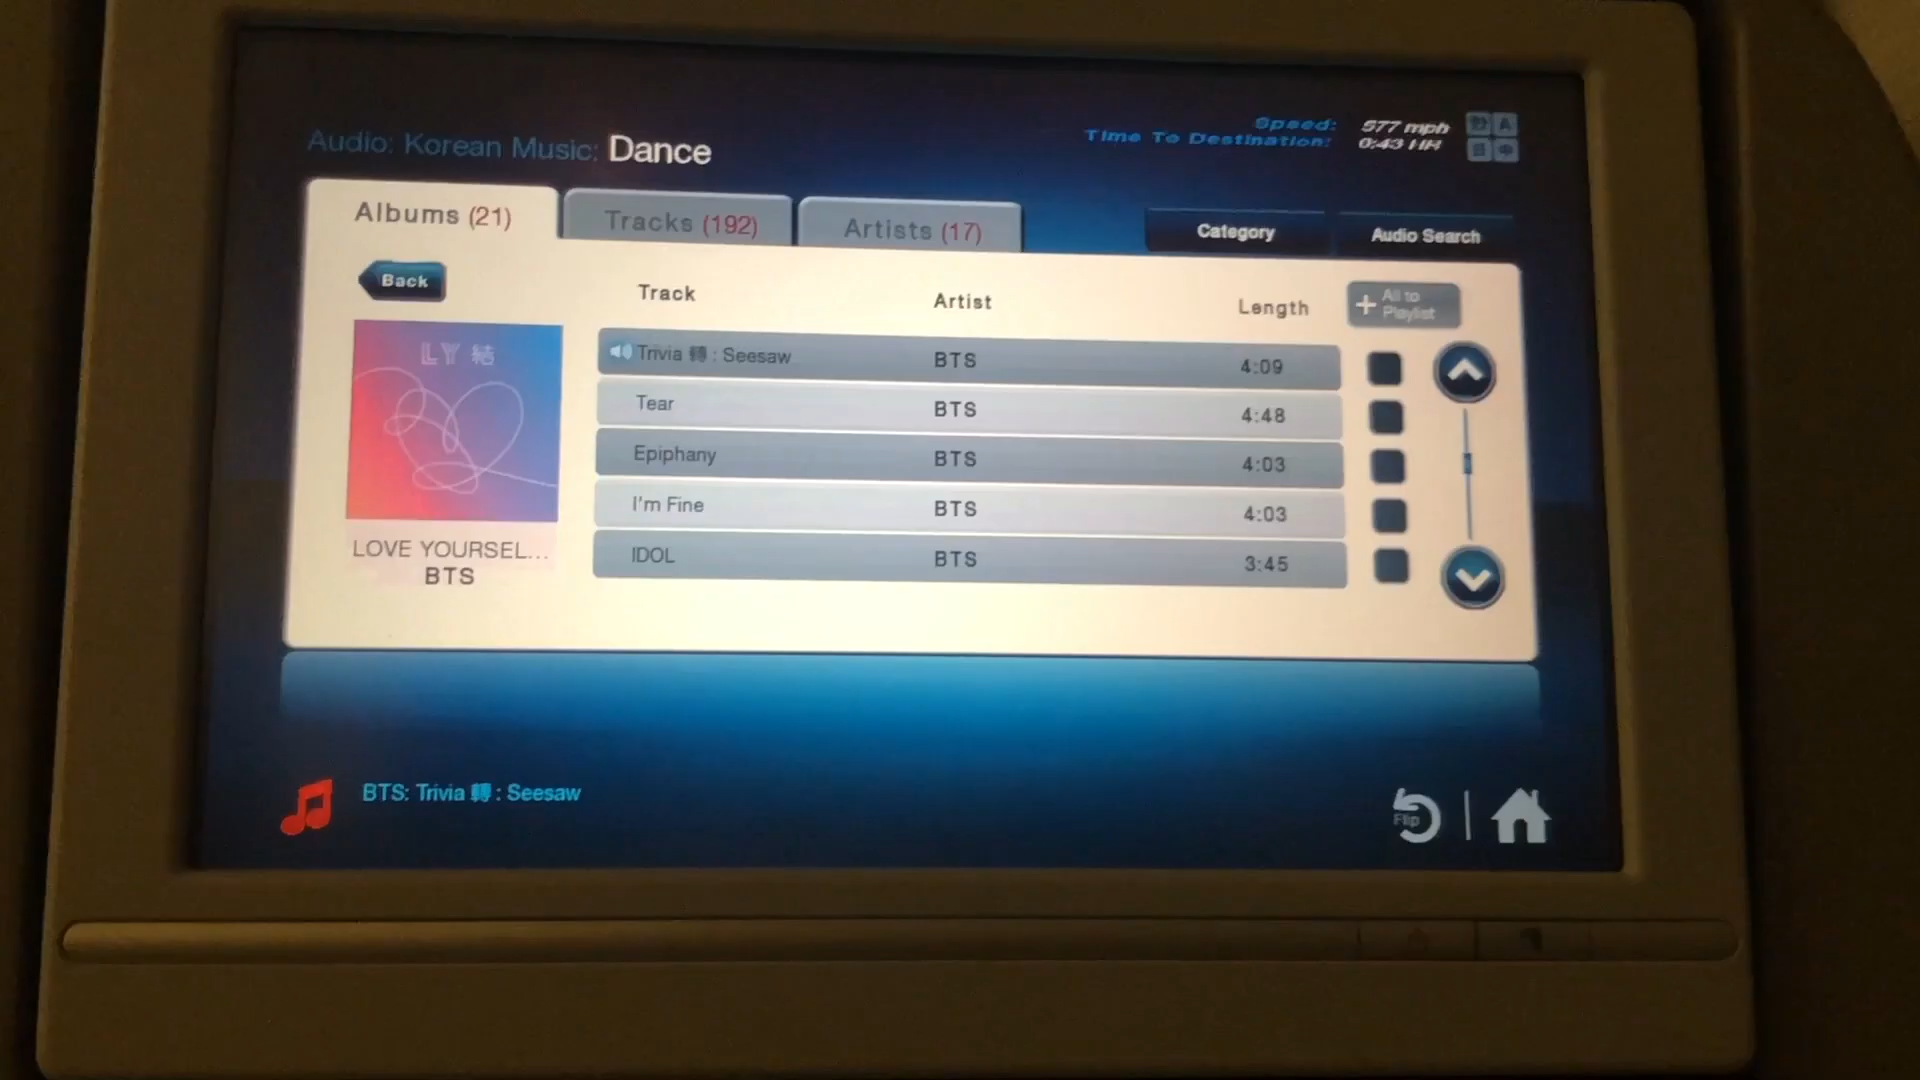 Speed: 577 mph
Time To Destination: 0:43 HR
Audio: Korean Music: Dance
Albums (21)
Tracks (192)
Artists (17)
Category
Audio Search
Back
Track
Artist
Length
+ All to Playlist
LY 結
Trivia 轉 : Seesaw BTS 4:09
Tear BTS 4:48
Epiphany BTS 4:03
I'm Fine BTS 4:03
IDOL BTS 3:45
LOVE YOURSEL...
BTS
BTS: Trivia 轉 : Seesaw
Flip